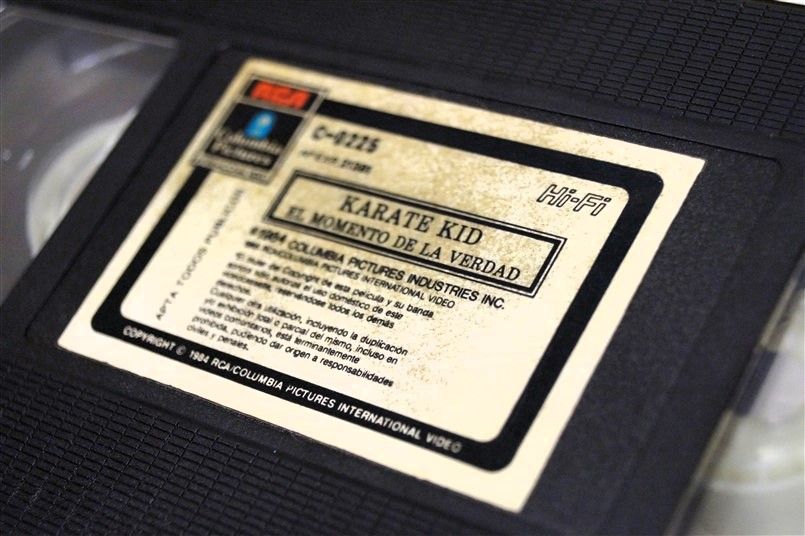 RCA
Columbia
Pictures
C-0225
Hi-Fi
APTA TODOS PUBLICOS
KARATE KID
EL MOMENTO DE LA VERDAD
©1984 COLUMBIA PICTURES INDUSTRIES INC.
1984 RCA/COLUMBIA PICTURES INTERNATIONAL VIDEO
"El titular del Copyright de esta película y su banda
sonora sólo autoriza el uso doméstico de este
reservándose todos los demás
derechos.
Cualquier otra utilización, incluyendo la duplicación
y/o exhibición total o parcial del mismo, incluso en
videos comunitarios, está terminantemente
prohibida, pudiendo dar origen a responsabilidades
civiles y penales.
COPYRIGHT © 1984 RCA/COLUMBIA PICTURES INTERNATIONAL VIDEO